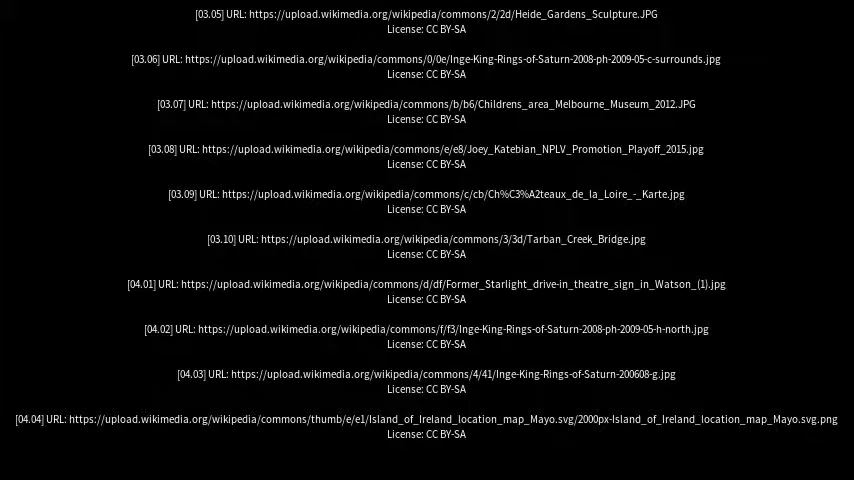 [03.05] URL: https://upload.wikimedia.org/wikipedia/commons/2/2d/Heide_Gardens_Sculpture.JPG
License: CC BY-SA
[03.06] URL: https://upload.wikimedia.org/wikipedia/commons/0/0e/Inge-King-Rings-of-Saturn-2008-ph-2009-05-c-surrounds.jpg
License: CC BY-SA
[03.07] URL: https://upload.wikimedia.org/wikipedia/commons/b/b6/Childrens_area_Melbourne_Museum_2012.JPG
License: CC BY-SA
[03.08] URL: https://upload.wikimedia.org/wikipedia/commons/e/e8/Joey_Katebian_NPLV_Promotion_Playoff_2015.jpg
License: CC BY-SA
[03.09] URL: https://upload.wikimedia.org/wikipedia/commons/c/cb/Ch%C3%A2teaux_de_la_Loire_-_Karte.jpg
License: CC BY-SA
[03.10] URL: https://upload.wikimedia.org/wikipedia/commons/3/3d/Tarban_Creek_Bridge.jpg
License: CC BY-SA
[04.01] URL: https://upload.wikimedia.org/wikipedia/commons/d/df/Former_Starlight_drive-in_theatre_sign_in_Watson_(1).jpg
License: CC BY-SA
[04.02] URL: https://upload.wikimedia.org/wikipedia/commons/f/f3/Inge-King-Rings-of-Saturn-2008-ph-2009-05-h-north.jpg
License: CC BY-SA
[04.03] URL: https://upload.wikimedia.org/wikipedia/commons/4/41/Inge-King-Rings-of-Saturn-200608-g.jpg
License: CC BY-SA
[04.04] URL: https://upload.wikimedia.org/wikipedia/commons/thumb/e/e1/Island_of_Ireland_location_map_Mayo.svg/2000px-Island_of_Ireland_location_map_Mayo.svg.png
License: CC BY-SA